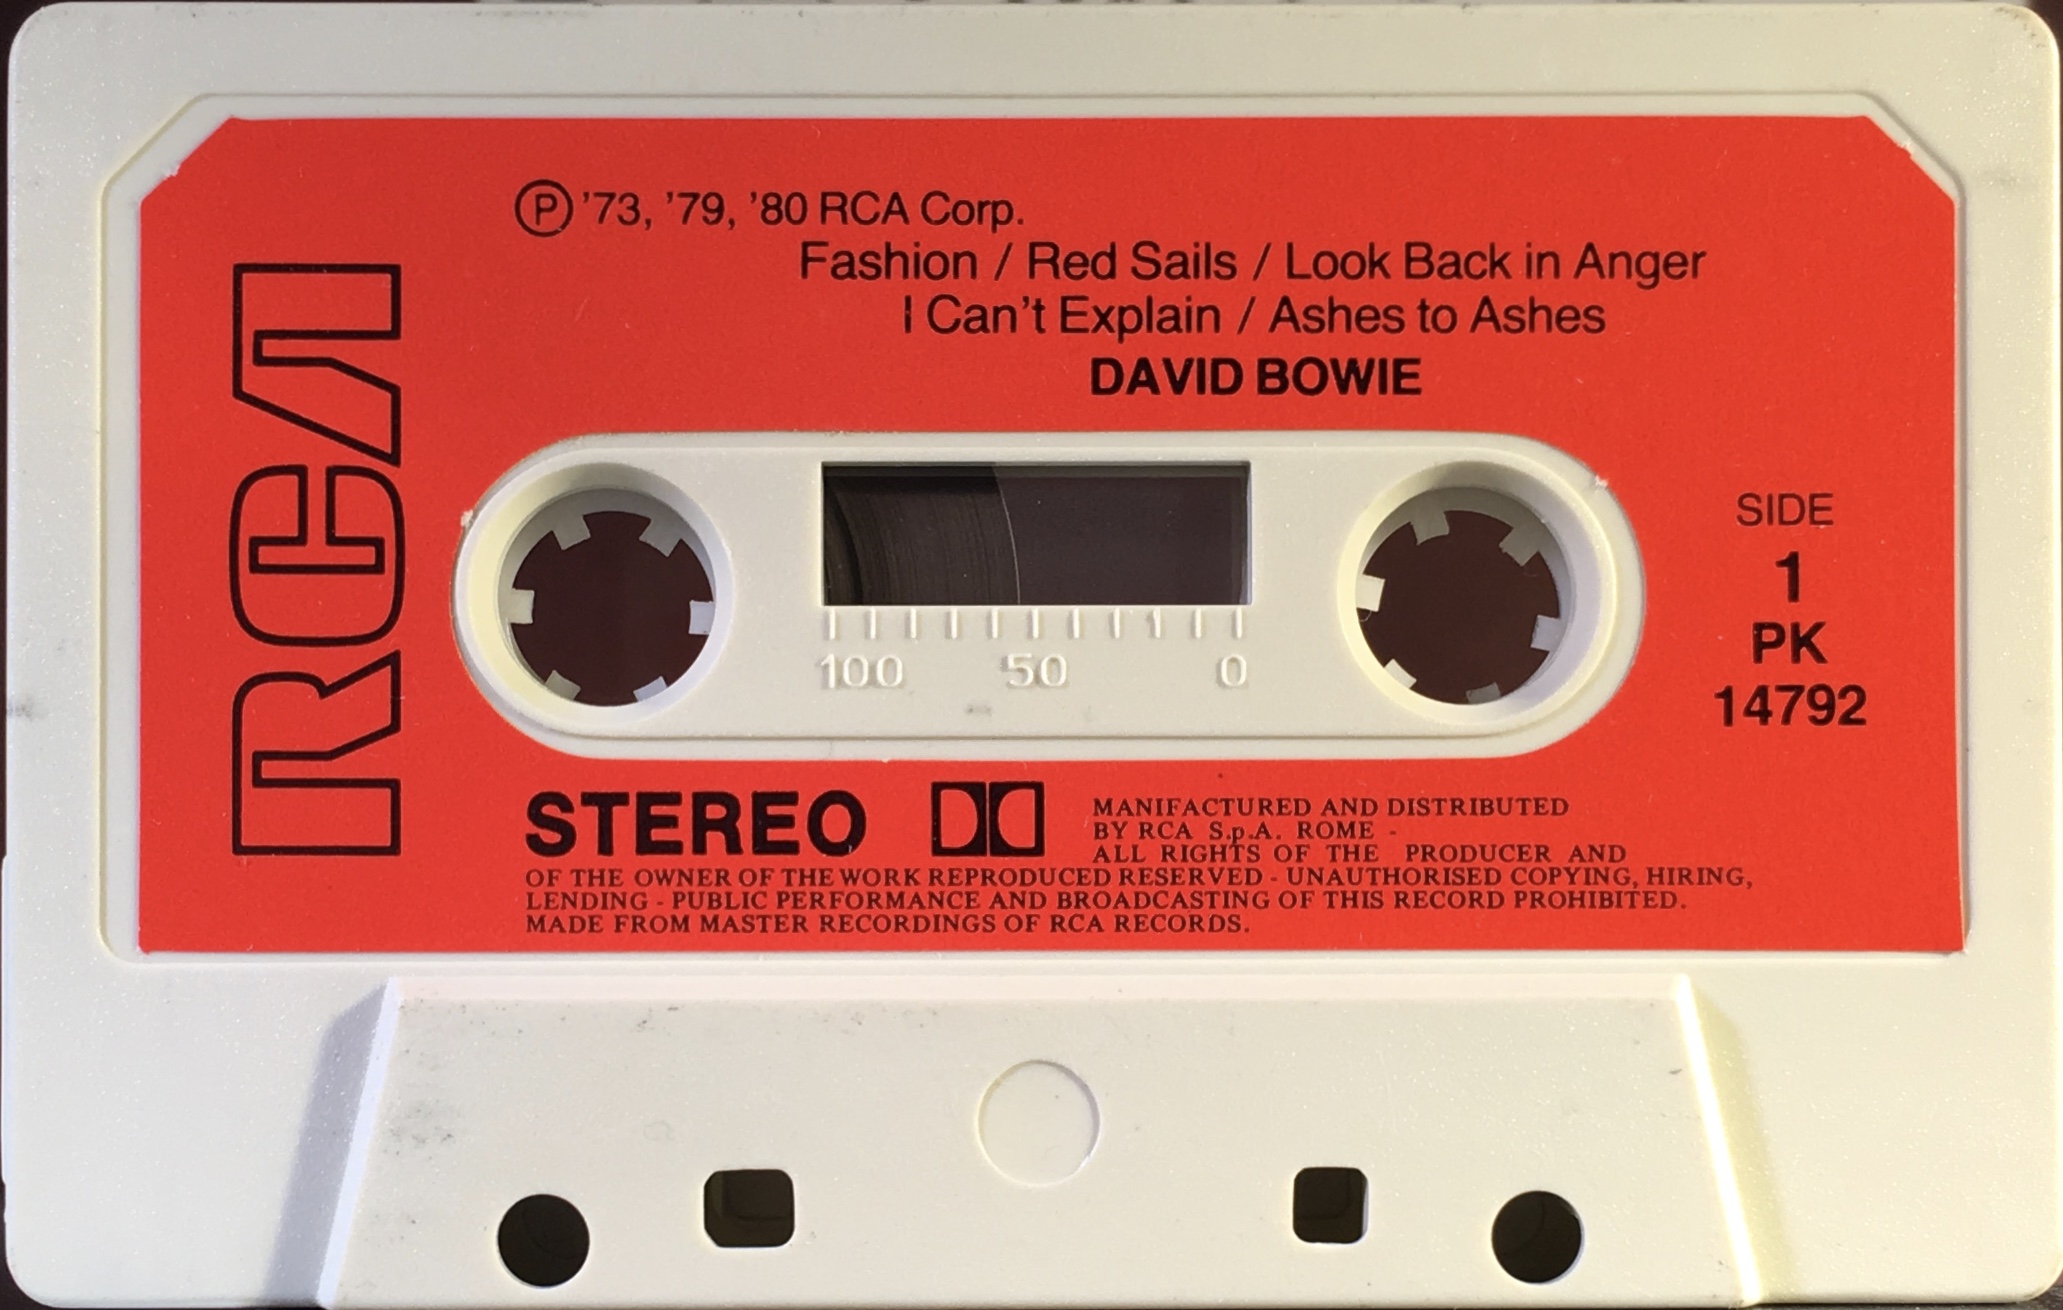 RCA
Ⓟ '73, '79, '80 RCA Corp.
Fashion / Red Sails / Look Back in Anger
I Can't Explain / Ashes to Ashes
DAVID BOWIE
SIDE
1
PK
14792
100 50 0
STEREO
MANIFACTURED AND DISTRIBUTED
BY RCA S.p.A. ROME -
ALL RIGHTS OF THE PRODUCER AND
OF THE OWNER OF THE WORK REPRODUCED RESERVED - UNAUTHORISED COPYING, HIRING,
LENDING - PUBLIC PERFORMANCE AND BROADCASTING OF THIS RECORD PROHIBITED.
MADE FROM MASTER RECORDINGS OF RCA RECORDS.